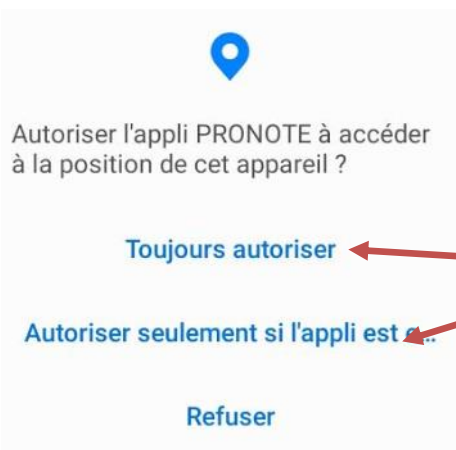 Autoriser l'appli PRONOTE à accéder
à la position de cet appareil ?
Toujours autoriser
Autoriser seulement si l'appli est e...
Refuser